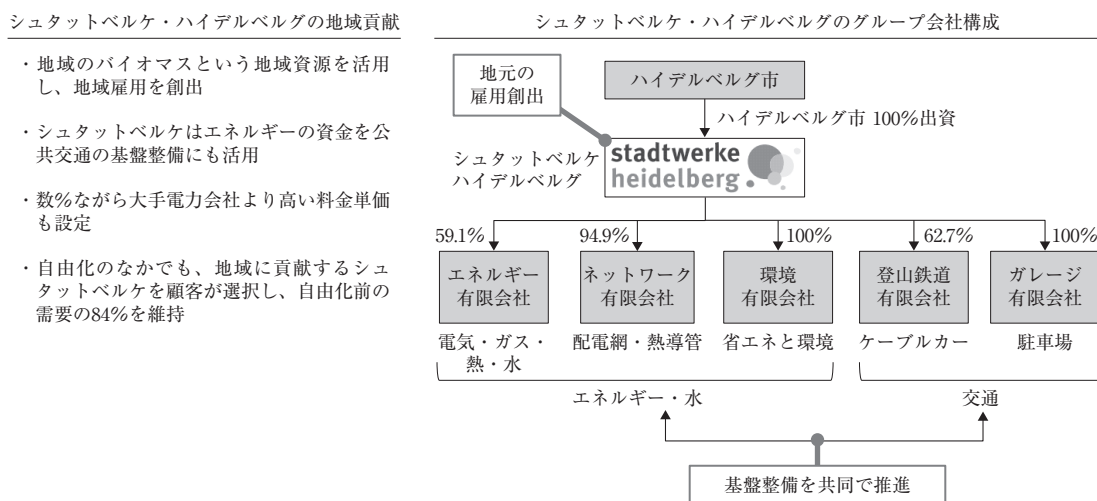 シュタットベルケ・ハイデルベルグの地域貢献
・地域のバイオマスという地域資源を活用
し、地域雇用を創出
・シュタットベルケはエネルギーの資金を公
共交通の基盤整備にも活用
・数%ながら大手電力会社より高い料金単価
も設定
・自由化のなかでも、地域に貢献するシュ
タットベルケを顧客が選択し、自由化前の
需要の84%を維持
シュタットベルケ・ハイデルベルグのグループ会社構成
地元の
雇用創出
ハイデルベルグ市
ハイデルベルグ市 100%出資
シュタットベルケ
ハイデルベルグ
stadtwerke
heidelberg
59.1%
94.9%
100%
62.7%
100%
エネルギー
有限会社
ネットワーク
有限会社
環境
有限会社
登山鉄道
有限会社
ガレージ
有限会社
電気・ガス・
熱・水
配電網・熱導管
省エネと環境
ケーブルカー
駐車場
エネルギー・水
交通
基盤整備を共同で推進